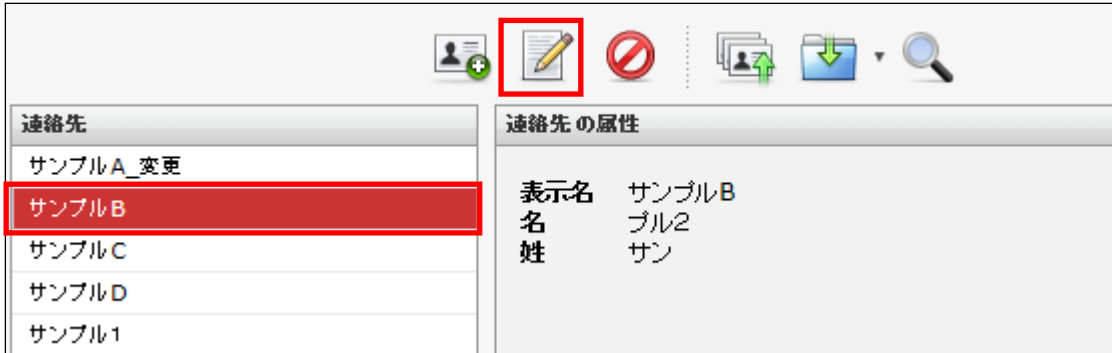 連絡先
サンプルA_変更
サンプルB
サンプルC
サンプルD
サンプル1
連絡先の属性
表示名 サンプルB
名 プル2
姓 サン